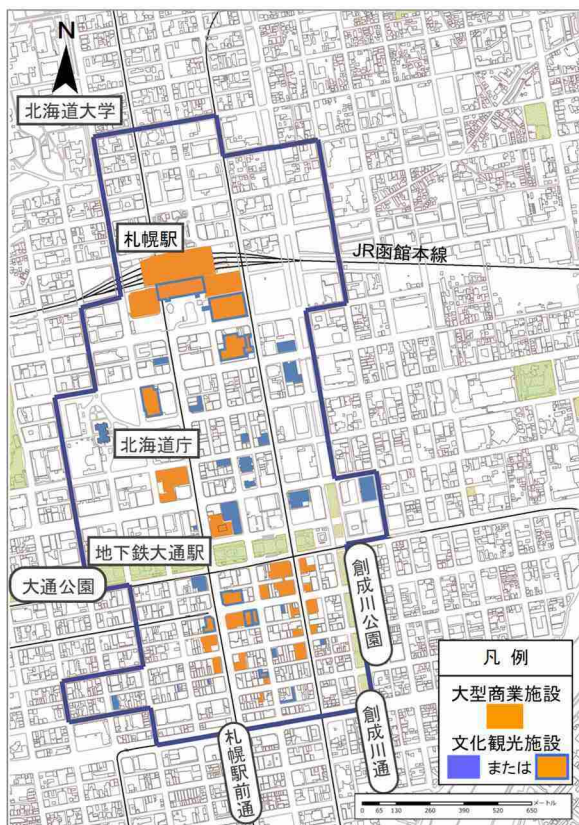 N
北海道大学
札幌駅
JR函館本線
北海道庁
地下鉄大通駅
大通公園
創成川公園
札幌駅前通
創成川通
凡 例
大型商業施設
文化観光施設
または
メートル
0 65 130 260 390 520 650